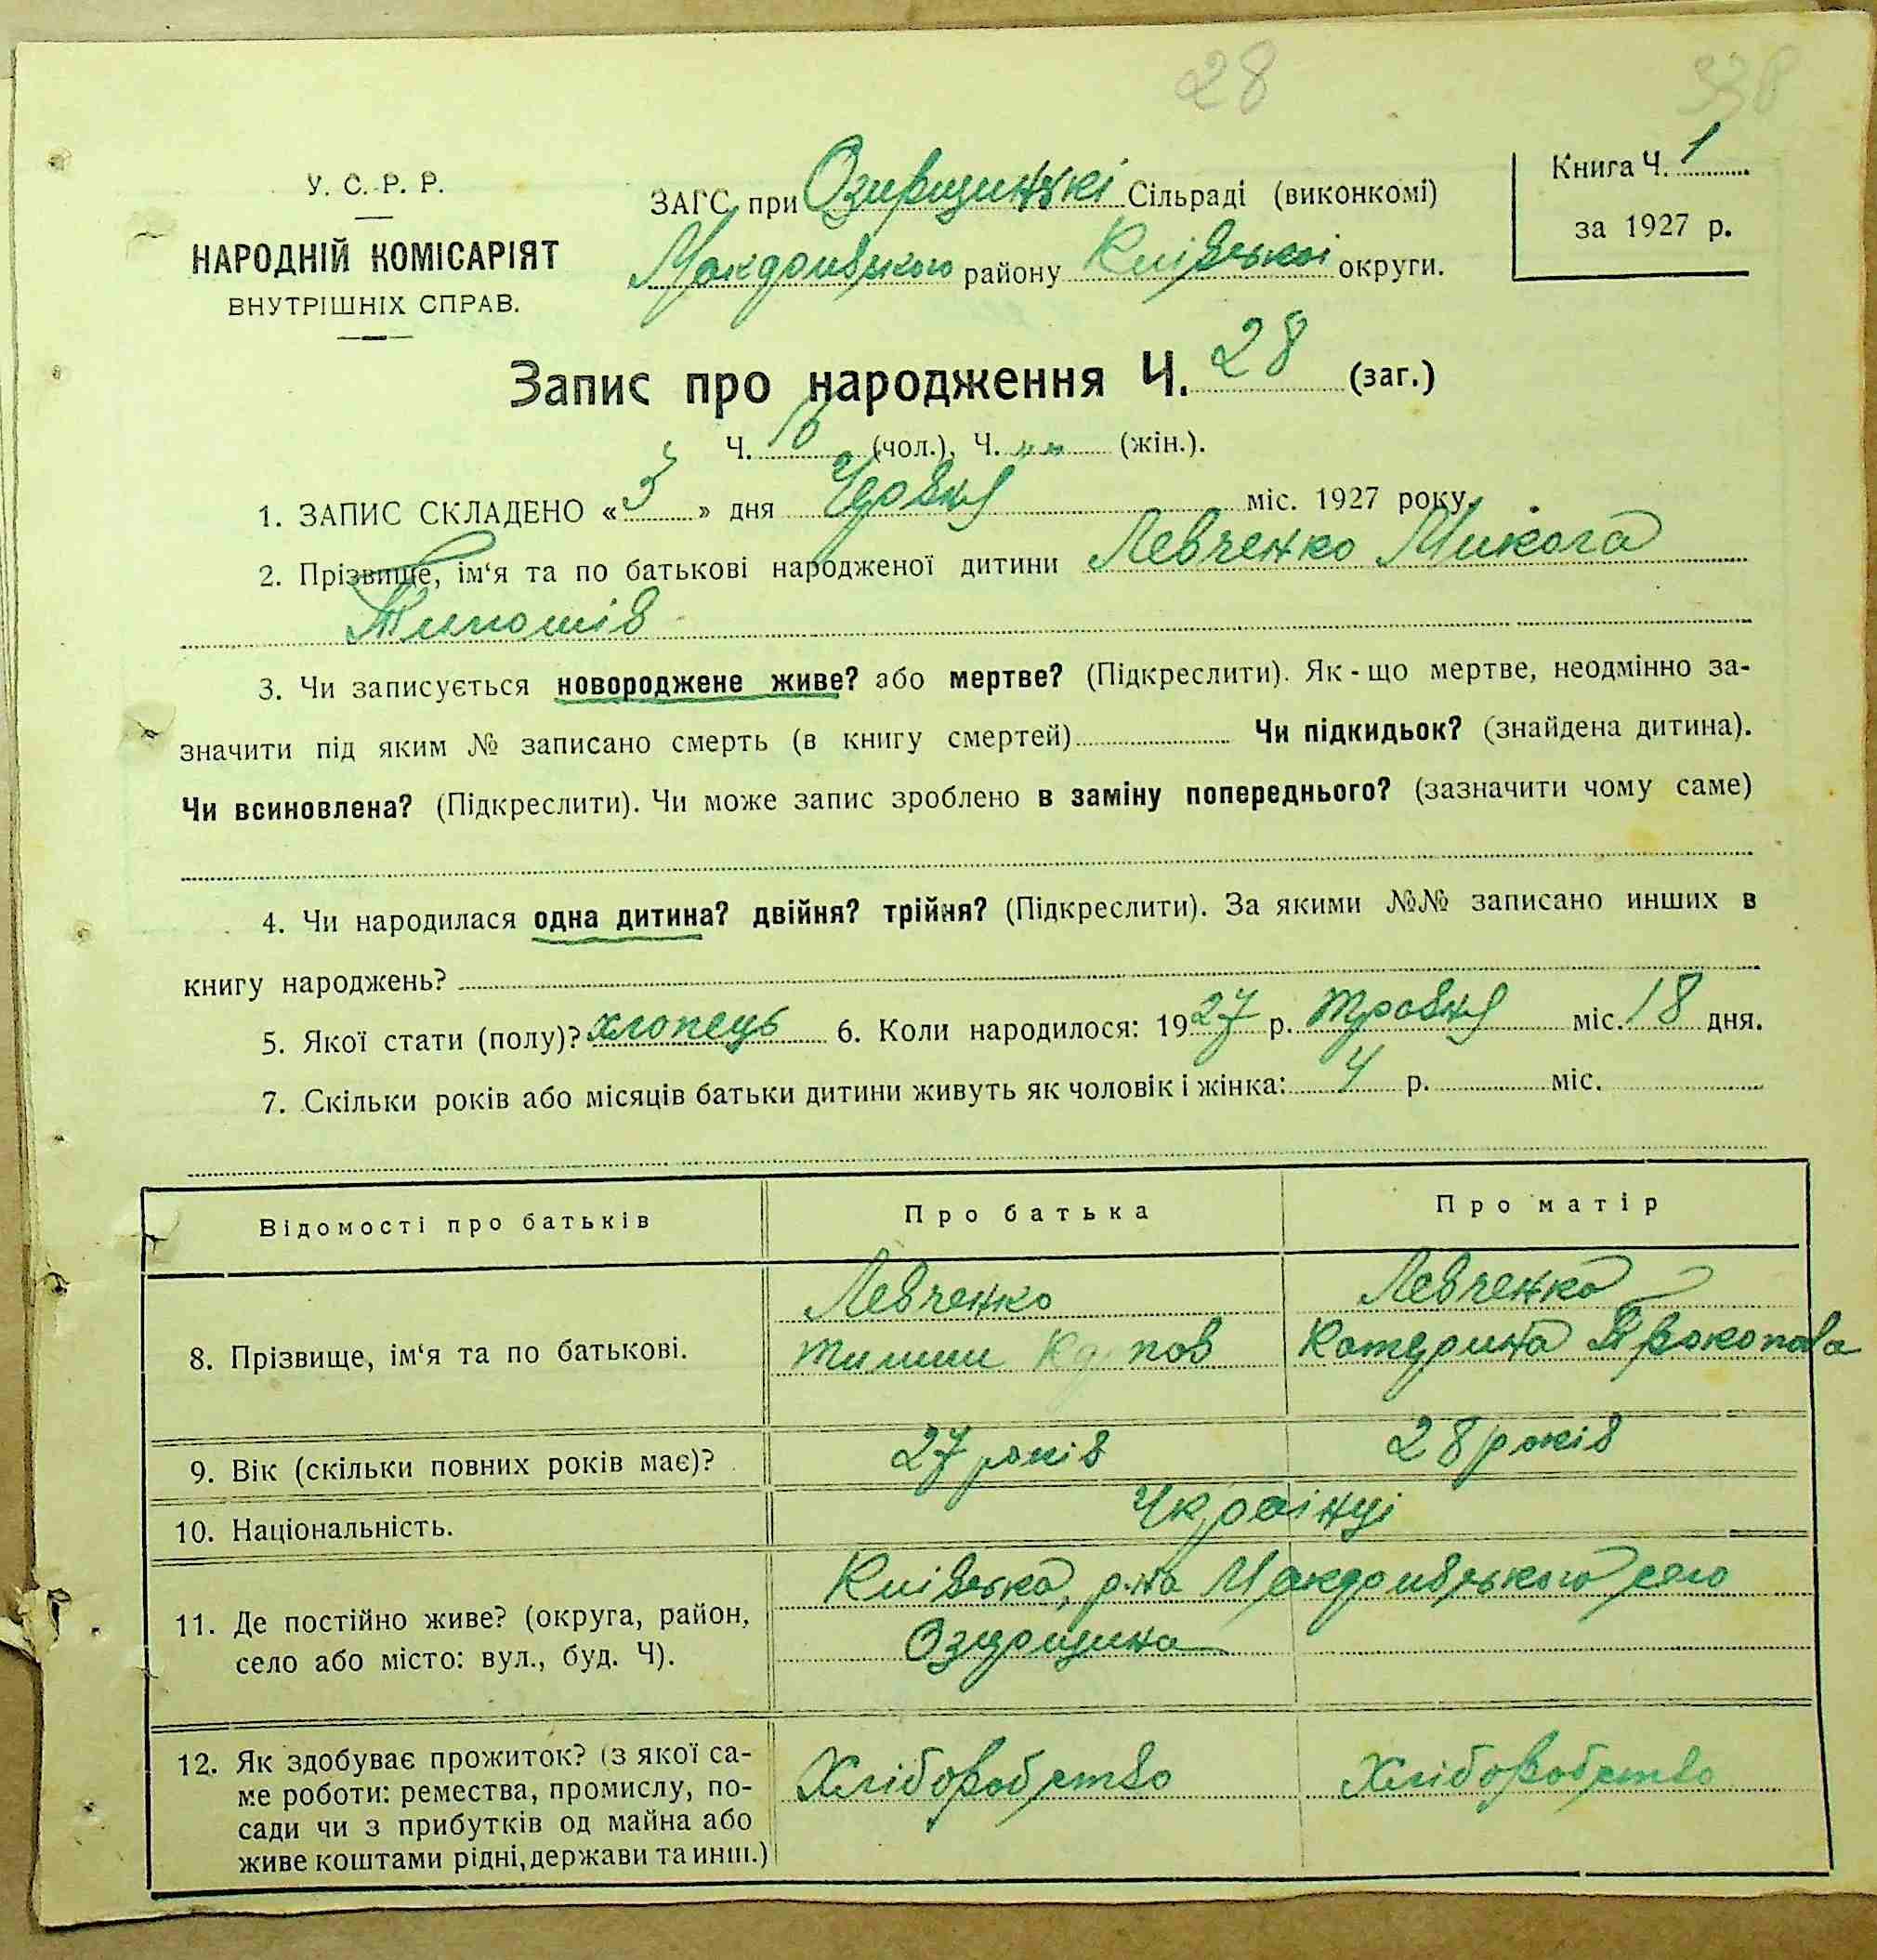 28
338
У. С. Р. Р.
НАРОДНІЙ КОМІСАРІЯТ
ВНУТРІШНІХ СПРАВ.
ЗАГС при Озирщинські Сільраді (виконкомі)
Макдонівського району Київської округи.
Книга Ч. 1
за 1927 р.
Запис про народження Ч. 28 (заг.)
Ч. 16 (чол.), Ч. „ „ (жін.).
1. ЗАПИС СКЛАДЕНО « 3 » дня міс. 1927 року.
2. Прізвище, ім‘я та по батькові народженої дитини Левченко Микола
Тимошів
3. Чи записується новороджене живе? або мертве? (Підкреслити). Як - що мертве, неодмінно за-
значити під яким № записано смерть (в книгу смертей) Чи підкидьок? (знайдена дитина).
Чи всиновлена? (Підкреслити). Чи може запис зроблено в заміну попереднього? (зазначити чому саме)
4. Чи народилася одна дитина? двійня? трійня? (Підкреслити). За якими №№ записано инших в
книгу народжень?
5. Якої стати (полу)? хлопець 6. Коли народилося: 1927 р. травня міс. 18 дня.
7. Скільки років або місяців батьки дитини живуть як чоловік і жінка: 4 р. міс.
Відомості про батьків Про батька Про матір
8. Прізвище, ім‘я та по батькові.
Левченко
Левченко
Катерина Прокопова
9. Вік (скільки повних років має)? 27 років 28 років
10. Національність. Українці
11. Де постійно живе? (округа, район,
село або місто: вул., буд. Ч).
Київська, р-на Макдонівського село
Озирщина
12. Як здобуває прожиток? (з якої са-
ме роботи: ремества, промислу, по-
сади чи з прибутків од майна або
живе коштами рідні, держави та инш.)
Хліборобство Хліборобство